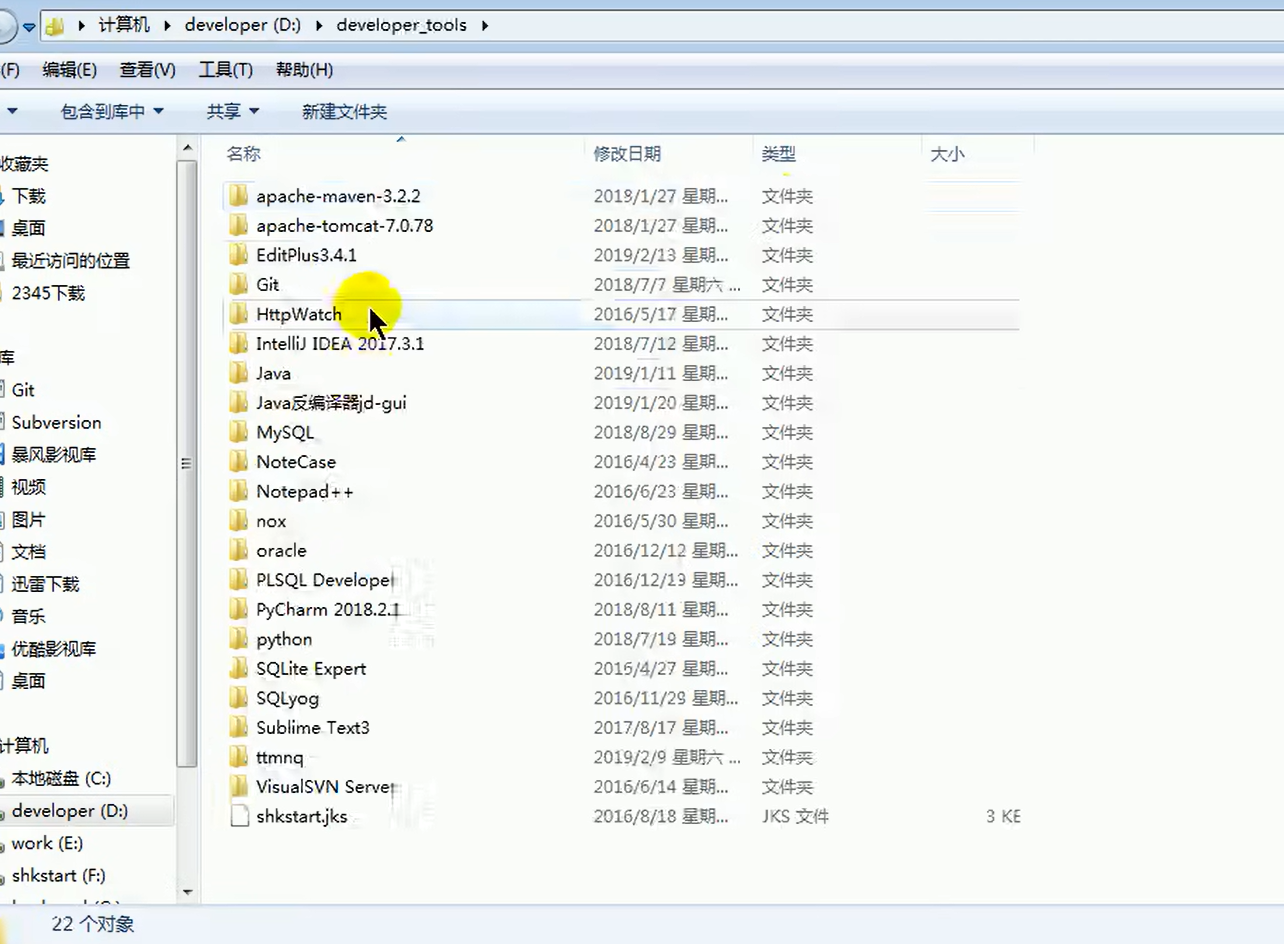 计算机 developer (D:) developer_tools
(F) 编辑(E) 查看(V) 工具(T) 帮助(H)
包含到库中 共享 新建文件夹
收藏夹
下载
桌面
最近访问的位置
2345下载
库
Git
Subversion
暴风影视库
视频
图片
文档
迅雷下载
音乐
优酷影视库
桌面
计算机
本地磁盘 (C:)
developer (D:)
work (E:)
shkstart (F:)
名称 修改日期 类型 大小
apache-maven-3.2.2 2018/1/27 星期... 文件夹
apache-tomcat-7.0.78 2018/1/27 星期... 文件夹
EditPlus3.4.1 2019/2/13 星期... 文件夹
Git 2018/7/7 星期六 ... 文件夹
HttpWatch 2016/5/17 星期... 文件夹
IntelliJ IDEA 2017.3.1 2018/7/12 星期... 文件夹
Java 2019/1/11 星期... 文件夹
Java反编译器jd-gui 2019/1/20 星期... 文件夹
MySQL 2018/8/29 星期... 文件夹
NoteCase 2016/4/23 星期... 文件夹
Notepad++ 2016/6/23 星期... 文件夹
nox 2016/5/30 星期... 文件夹
oracle 2016/12/12 星期... 文件夹
PLSQL Developer 2016/12/13 星期... 文件夹
PyCharm 2018.2.1 2018/8/11 星期... 文件夹
python 2018/7/19 星期... 文件夹
SQLite Expert 2016/4/27 星期... 文件夹
SQLyog 2016/11/29 星期... 文件夹
Sublime Text3 2017/8/17 星期... 文件夹
ttmnq 2019/2/9 星期六 ... 文件夹
VisualSVN Server 2016/6/14 星期... 文件夹
shkstart.jks 2016/8/18 星期... JKS 文件 3 KB
22 个对象